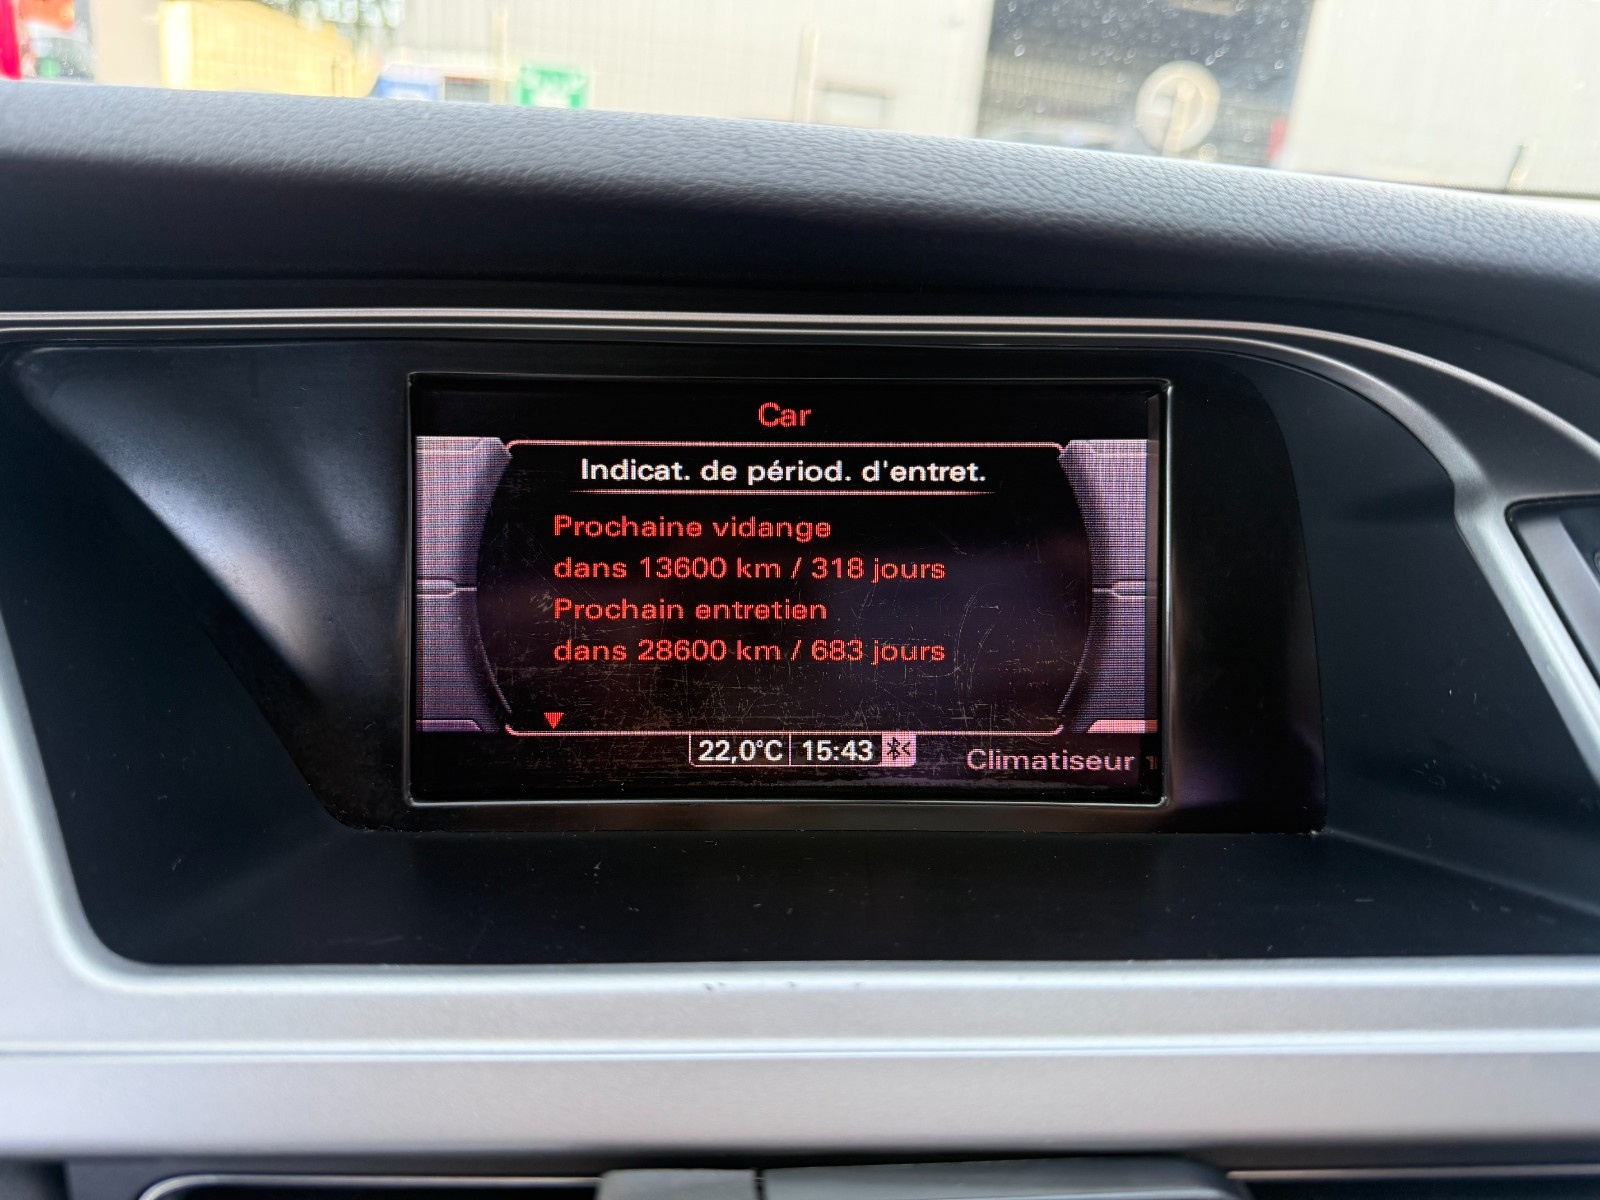 Car
Indicat. de périod. d'entret.
Prochaine vidange
dans 13600 km / 318 jours
Prochain entretien
dans 28600 km / 683 jours
22,0°C 15:43
Climatiseur